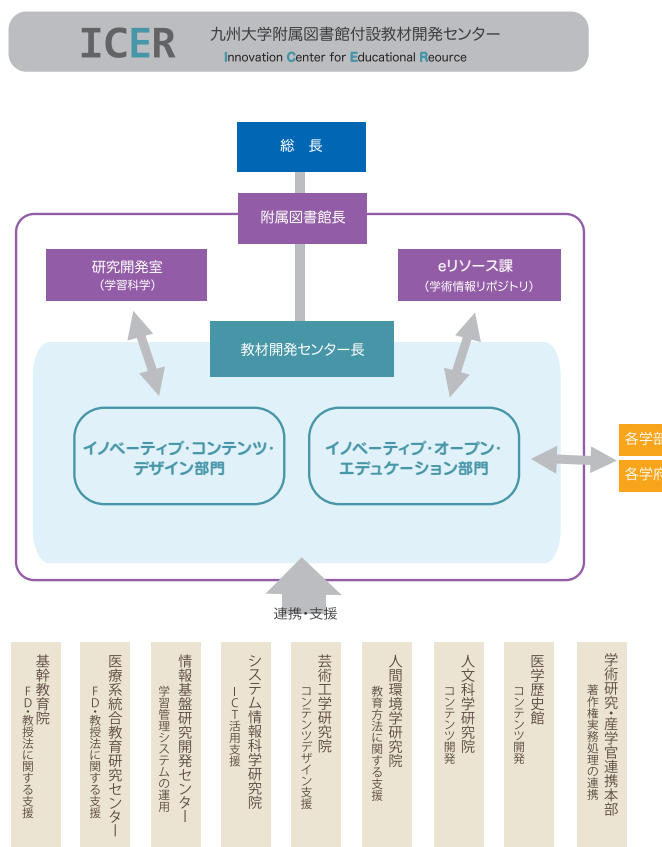 ICER
九州大学附属図書館付設教材開発センター
Innovation Center for Educational Reource
総　長
附属図書館長
研究開発室
（学習科学）
eリソース課
（学術情報リポジトリ）
教材開発センター長
イノベーティブ・コンテンツ・
デザイン部門
イノベーティブ・オープン・
エデュケーション部門
各学部
各学府
連携・支援
基幹教育院
ＦＤ・教授法に関する支援
医療系統合教育研究センター
ＦＤ・教授法に関する支援
情報基盤研究開発センター
学習管理システムの運用
システム情報科学研究院
ＩＣＴ活用支援
芸術工学研究院
コンテンツデザイン支援
人間環境学研究院
教育方法に関する支援
人文科学研究院
コンテンツ開発
医学歴史館
コンテンツ開発
学術研究・産学官連携本部
著作権実務処理の連携